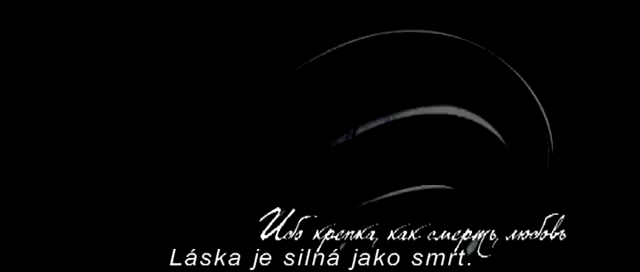 Ибо крепка, как смерть, любовь
Láska je silná jako smrt.